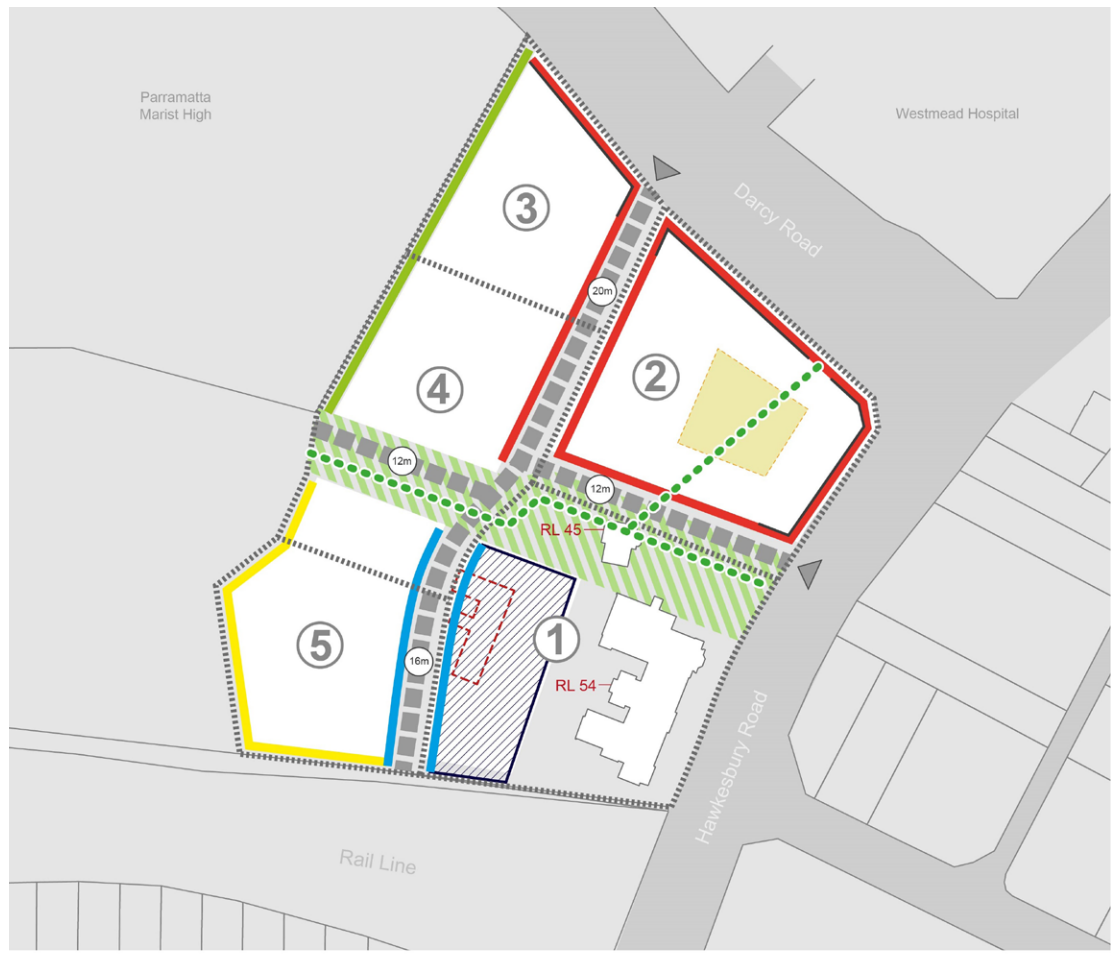 Parramatta
Marist High
Westmead Hospital
Darcy Road
3
20m
2
4
12m
12m
RL 45
1
5
16m
RL 54
Hawkesbury Road
Rail Line